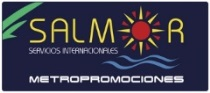 SALMOR
SERVICIOS INTERNACIONALES
METROPROMOCIONES